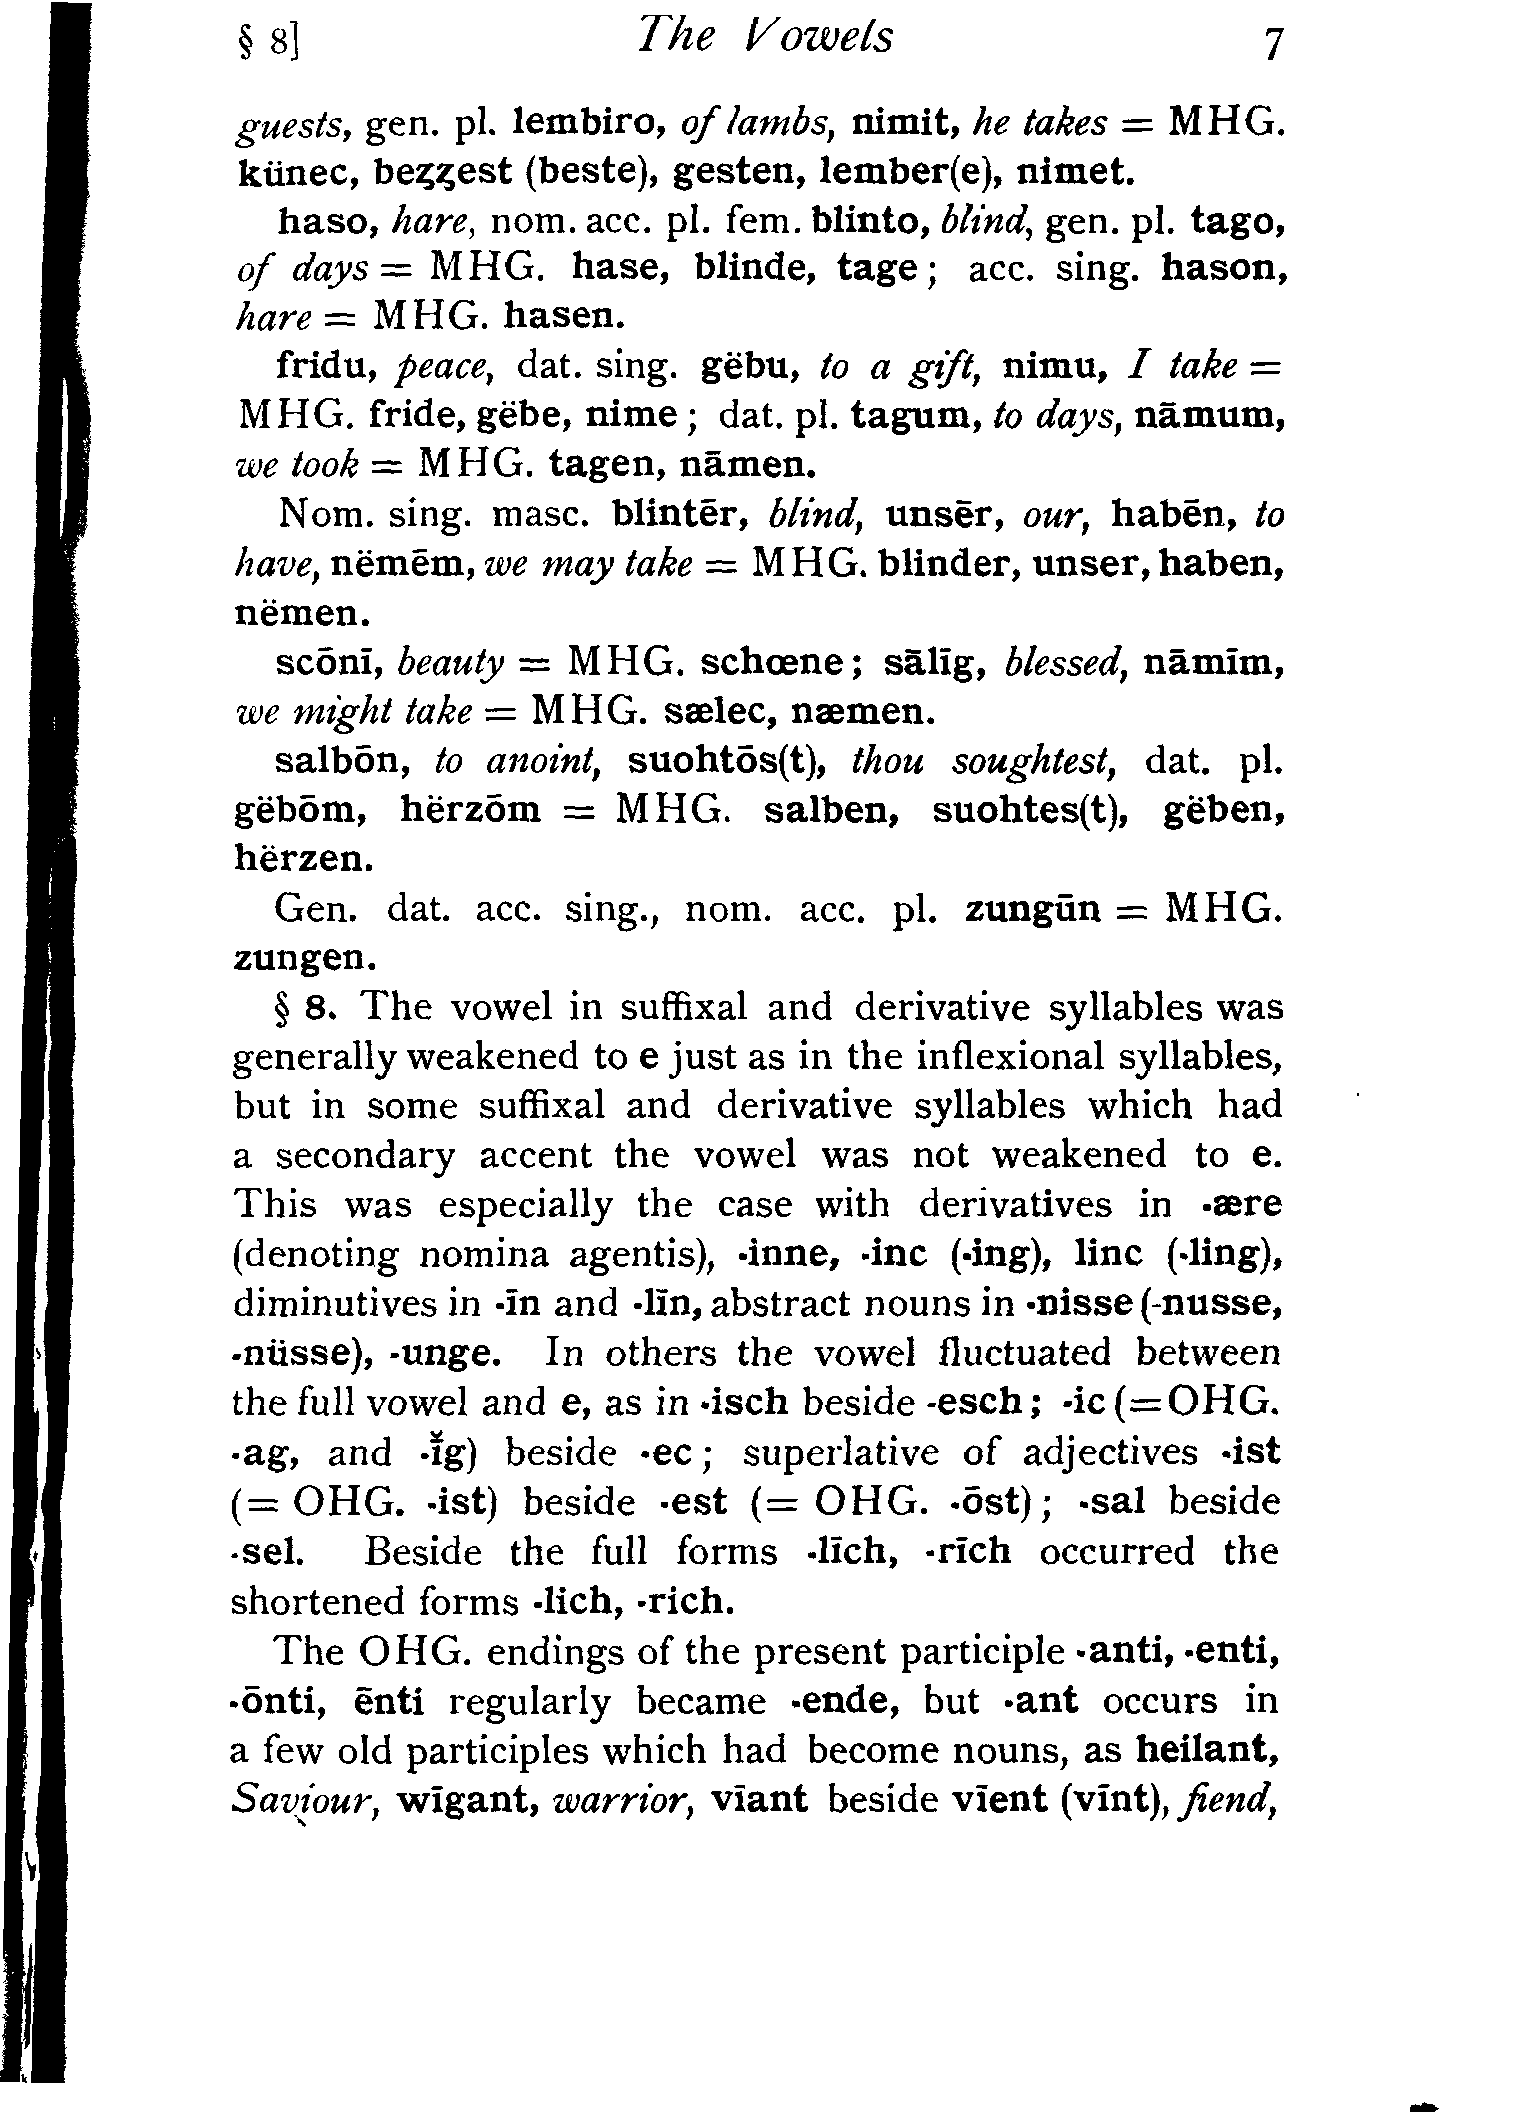 § 8] The Vowels 7
guests, gen. pl. lembiro, of lambs, nimit, he takes = MHG.
künec, beʒʒest (beste), gesten, lember(e), nimet.
haso, hare, nom. acc. pl. fem. blinto, blind, gen. pl. tago,
of days = MHG. hase, blinde, tage; acc. sing. hason,
hare = MHG. hasen.
fridu, peace, dat. sing. gëbu, to a gift, nimu, I take =
MHG. fride, gëbe, nime; dat. pl. tagum, to days, nāmum,
we took = MHG. tagen, nāmen.
Nom. sing. masc. blintēr, blind, unsēr, our, habēn, to
have, nëmēm, we may take = MHG. blinder, unser, haben,
nëmen.
scōnī, beauty = MHG. schœne; sālīg, blessed, nāmīm,
we might take = MHG. sælec, næmen.
salbōn, to anoint, suohtōs(t), thou soughtest, dat. pl.
gëbōm, hërzōm = MHG. salben, suohtes(t), gëben,
hërzen.
Gen. dat. acc. sing., nom. acc. pl. zungūn = MHG.
zungen.
§ 8. The vowel in suffixal and derivative syllables was
generally weakened to e just as in the inflexional syllables,
but in some suffixal and derivative syllables which had
a secondary accent the vowel was not weakened to e.
This was especially the case with derivatives in -ære
(denoting nomina agentis), -inne, -inc (-ing), linc (-ling),
diminutives in -īn and -līn, abstract nouns in -nisse (-nusse,
-nüsse), -unge. In others the vowel fluctuated between
the full vowel and e, as in -isch beside -esch; -ic (=OHG.
-ag, and -ī̆g) beside -ec; superlative of adjectives -ist
(= OHG. -ist) beside -est (= OHG. -ōst); -sal beside
-sel. Beside the full forms -līch, -rīch occurred the
shortened forms -lich, -rich.
The OHG. endings of the present participle -anti, -enti,
-ōnti, ēnti regularly became -ende, but -ant occurs in
a few old participles which had become nouns, as heilant,
Saviour, wīgant, warrior, vīant beside vīent (vīnt), fiend,